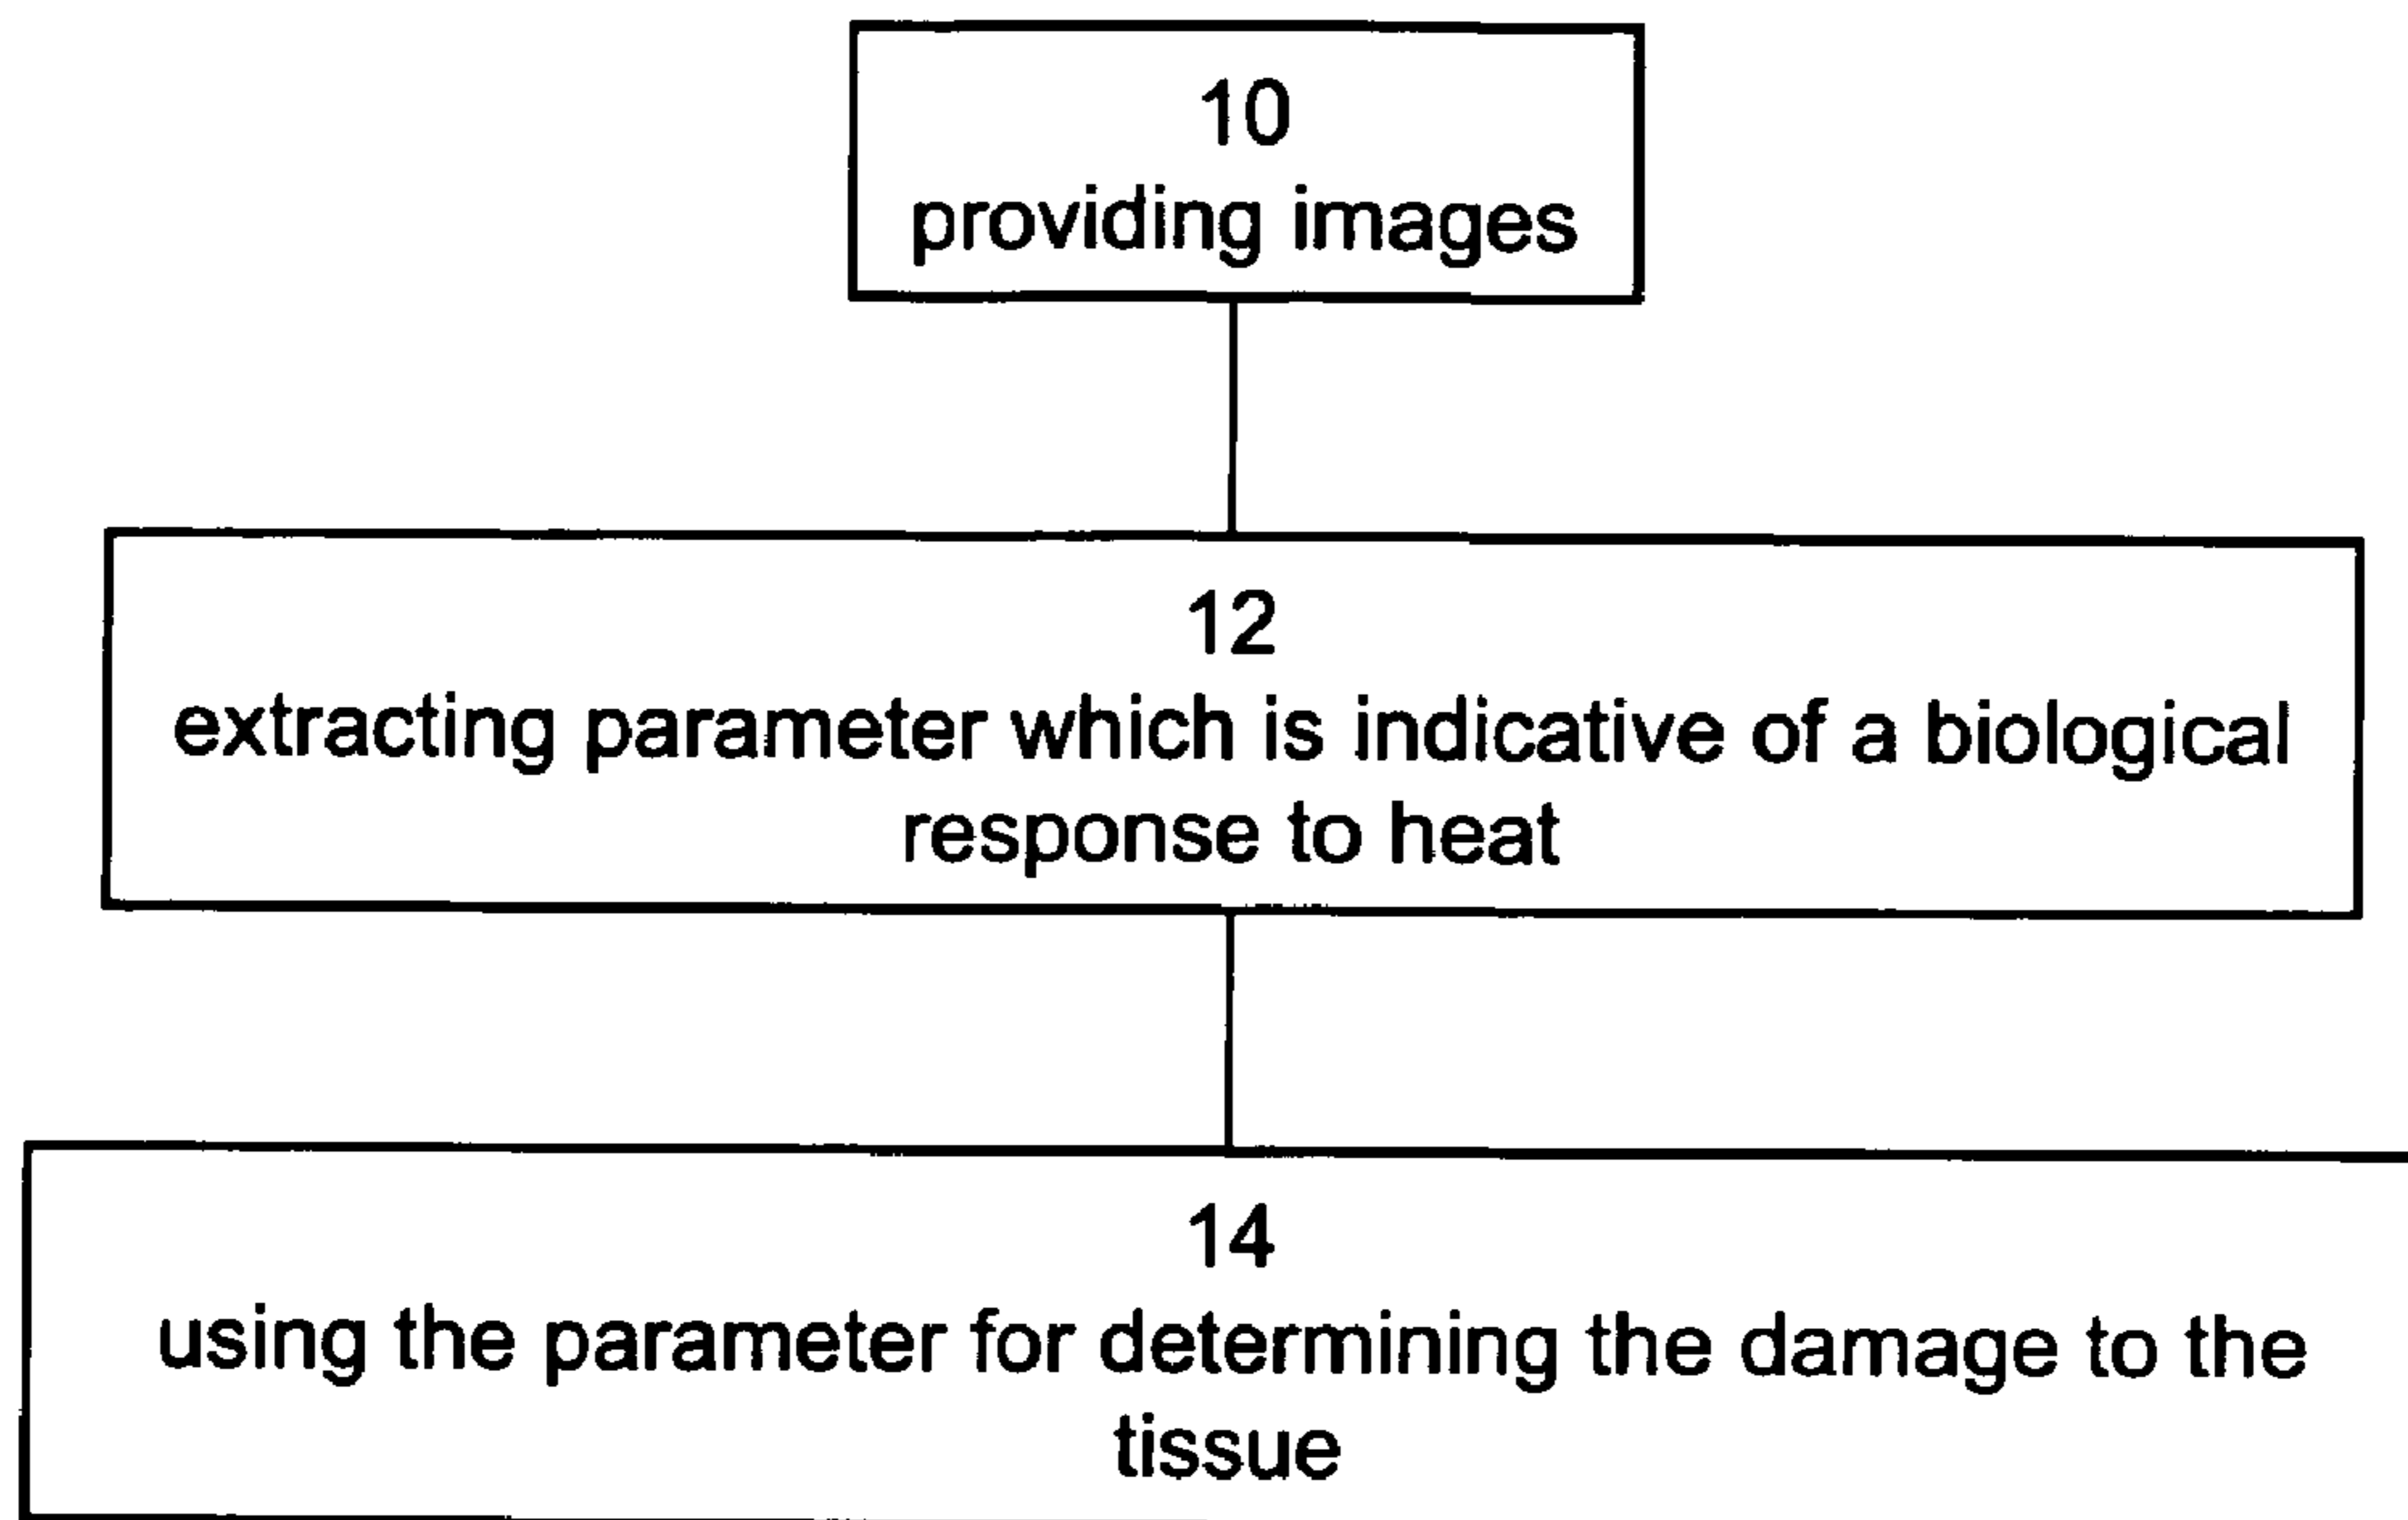 10
providing images
12
extracting parameter which is indicative of a biological
response to heat
14
using the parameter for determining the damage to the
tissue